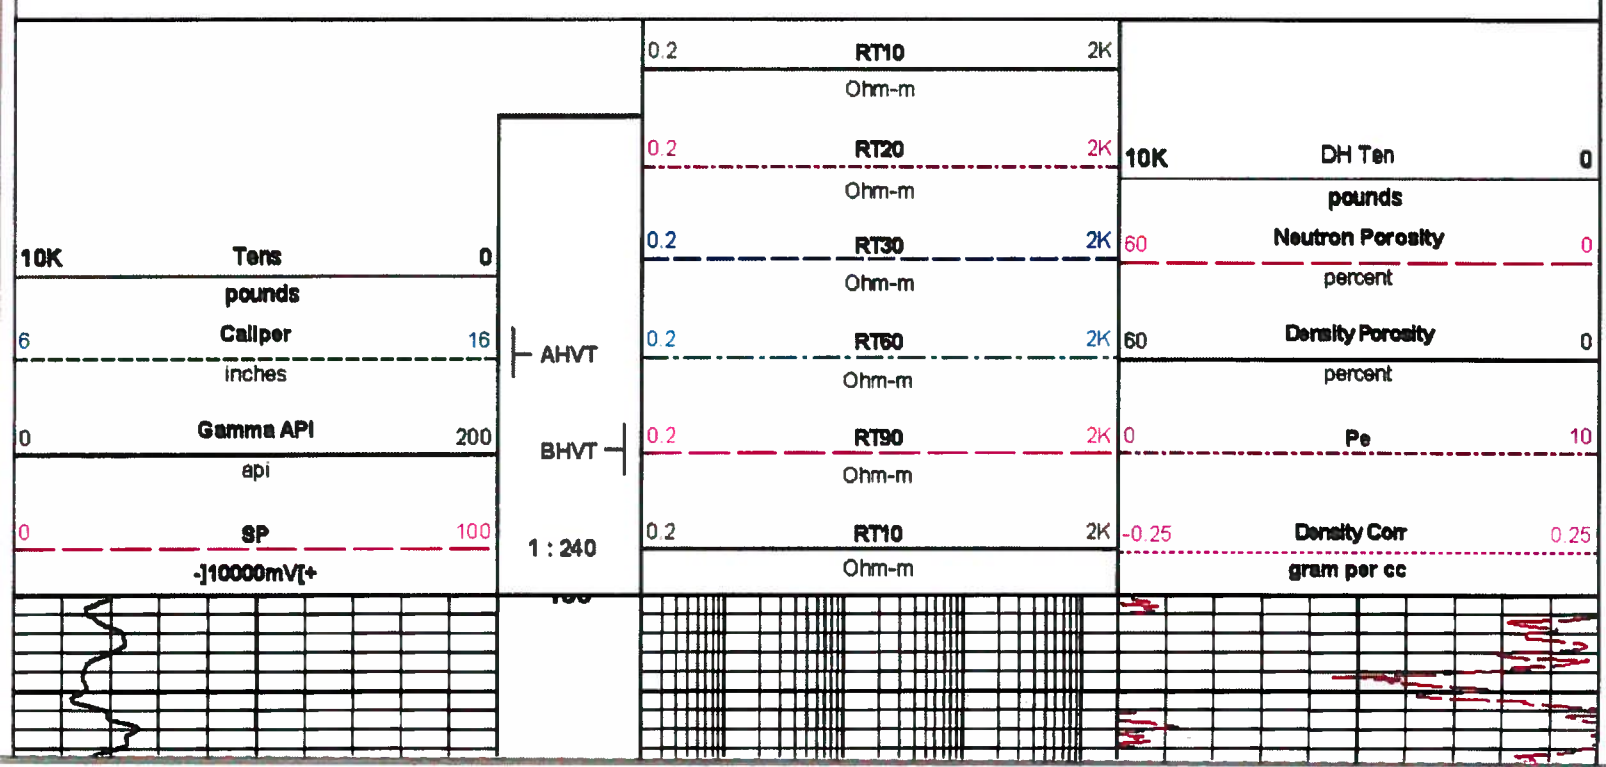 10K Tens 0
pounds
6 Caliper 16
inches
0 Gamma API 200
api
0 SP 100
-]10000mV[+
AHVT
BHVT
1 : 240
0.2 RT10 2K
Ohm-m
0.2 RT20 2K
Ohm-m
0.2 RT30 2K
Ohm-m
0.2 RT60 2K
Ohm-m
0.2 RT90 2K
Ohm-m
0.2 RT10 2K
Ohm-m
10K DH Ten 0
pounds
60 Neutron Porosity 0
percent
60 Density Porosity 0
percent
0 Pe 10
-0.25 Density Corr 0.25
gram per cc